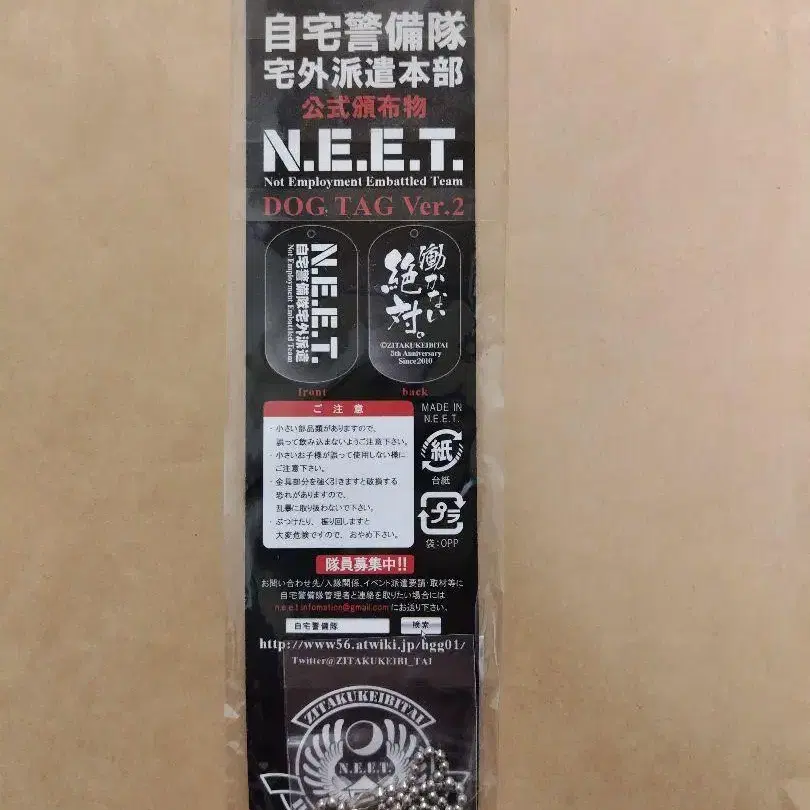 自宅警備隊
宅外派遣本部
公式頒布物
N.E.E.T.
Not Employment Embattled Team
DOG TAG Ver.2
N.E.E.T.
自宅警備隊宅外派遣
Not Employment Embattled Team
働かない
絶対。
©ZITAKUKEIBITAI
5th Anniversary
Since2010
front
back
ご注意
・小さい部品類がありますので、
誤って飲み込まないようご注意下さい。
・小さいお子様が誤って使用しない様に
ご注意下さい。
・金具部分を強く引きますと破損する
恐れがありますので、
乱暴に取り扱わないで下さい。
・ぶつけたり、振り回しますと
大変危険ですので、おやめ下さい。
MADE IN
N.E.E.T.
紙
台紙
プラ
袋:OPP
隊員募集中!!
お問い合わせ先/入隊関係、イベント派遣要請・取材等に
自宅警備隊管理者と連絡を取りたい場合には
n.e.e.t.infomation@gmail.comにお送り下さい。
自宅警備隊
検索
http://www56.atwiki.jp/hgg01/
Twitter@ZITAKUKEIBI_TAI
ZITAKUKEIBITAI
N.E.E.T.